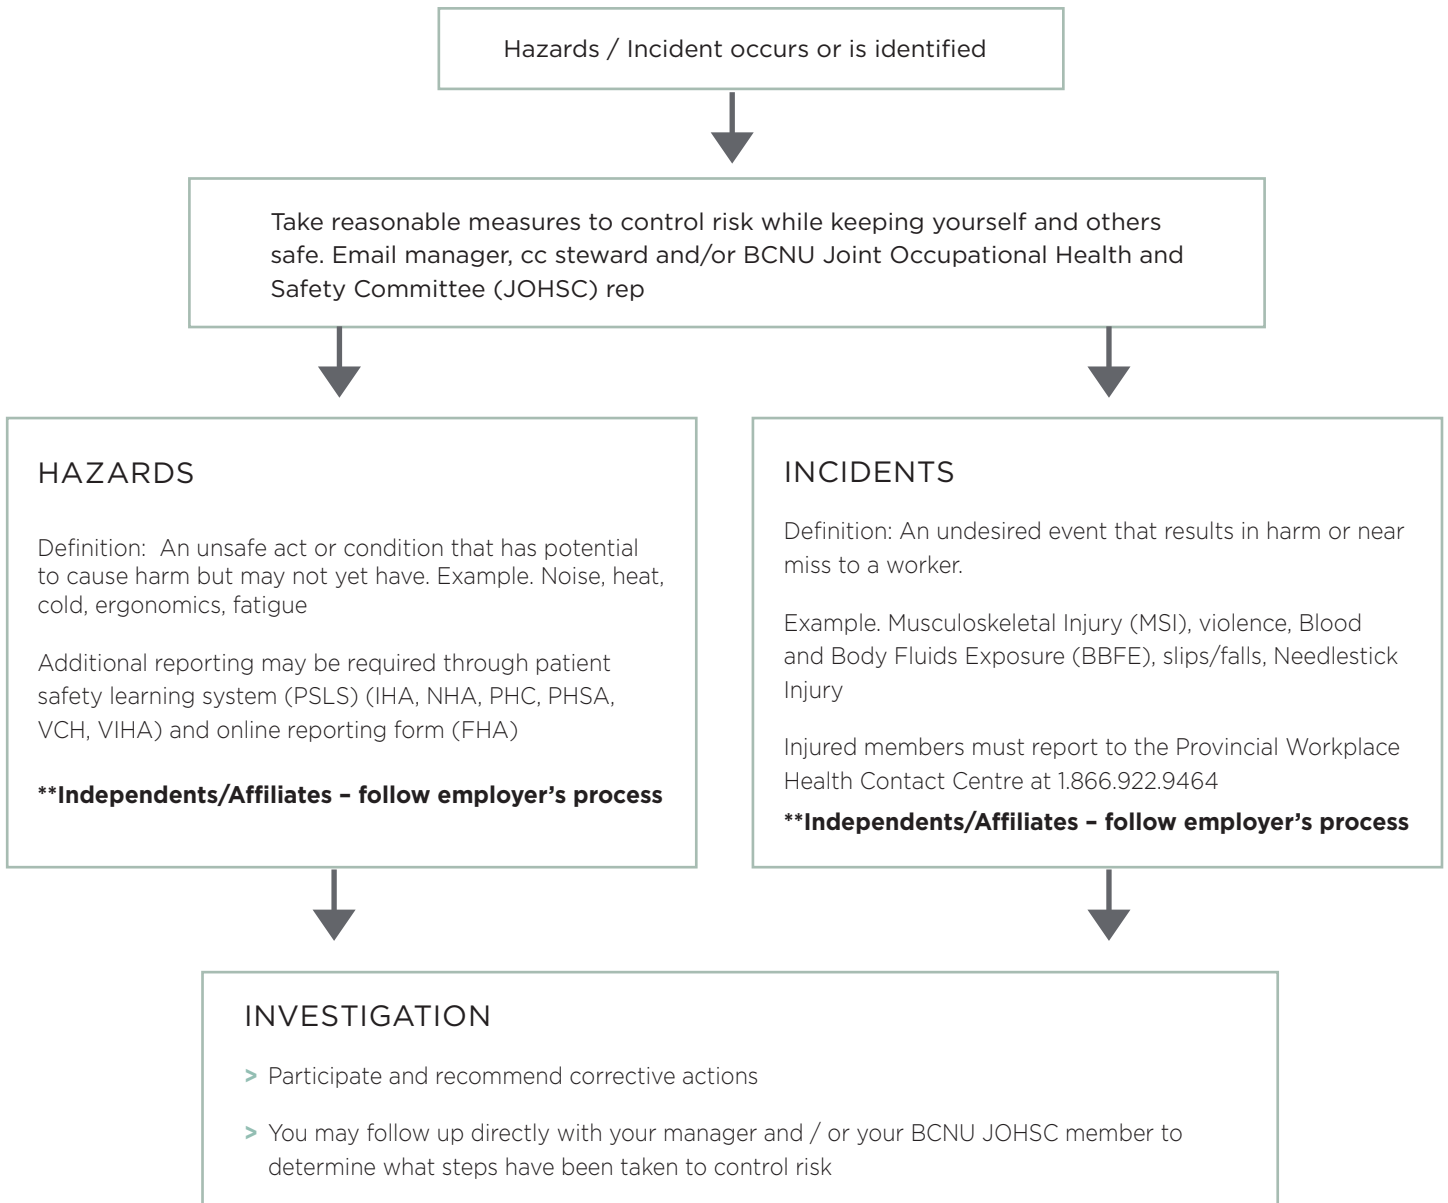 Hazards / Incident occurs or is identified
Take reasonable measures to control risk while keeping yourself and others
safe. Email manager, cc steward and/or BCNU Joint Occupational Health and
Safety Committee (JOHSC) rep
HAZARDS
Definition:  An unsafe act or condition that has potential
to cause harm but may not yet have. Example. Noise, heat,
cold, ergonomics, fatigue
Additional reporting may be required through patient
safety learning system (PSLS) (IHA, NHA, PHC, PHSA,
VCH, VIHA) and online reporting form (FHA)
**Independents/Affiliates – follow employer's process
INCIDENTS
Definition: An undesired event that results in harm or near
miss to a worker.
Example. Musculoskeletal Injury (MSI), violence, Blood
and Body Fluids Exposure (BBFE), slips/falls, Needlestick
Injury
Injured members must report to the Provincial Workplace
Health Contact Centre at 1.866.922.9464
**Independents/Affiliates – follow employer's process
INVESTIGATION
> Participate and recommend corrective actions
> You may follow up directly with your manager and / or your BCNU JOHSC member to
determine what steps have been taken to control risk